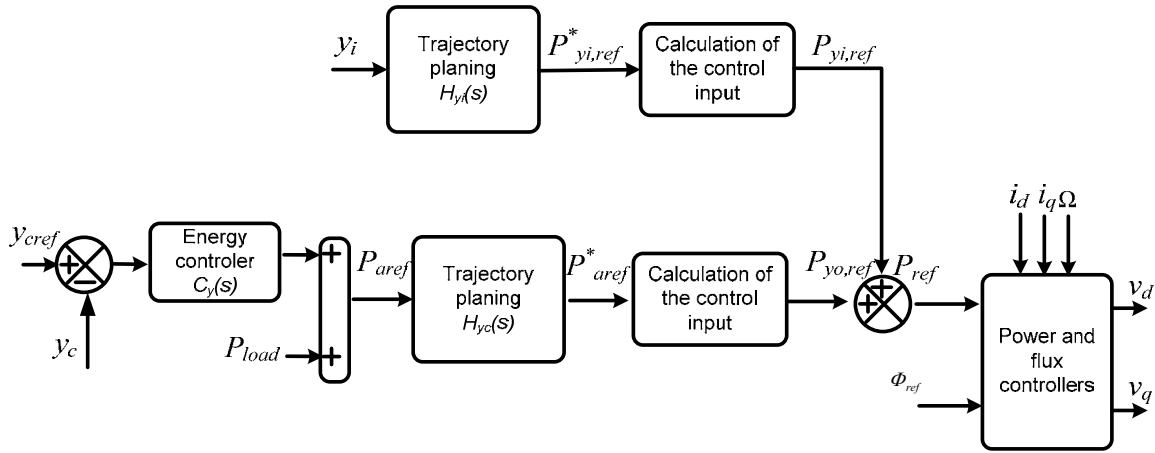 y_i
Trajectory
planing
H_yi(s)
P*_yi,ref
Calculation of
the control
input
P_yi,ref
y_cref
+
−
y_c
Energy
controler
C_y(s)
+
P_load
+
P_aref
Trajectory
planing
H_yc(s)
P*_aref
Calculation of
the control
input
P_yo,ref
+
+
P_ref
i_d i_q Ω
Φ_ref
Power and
flux
controllers
v_d
v_q